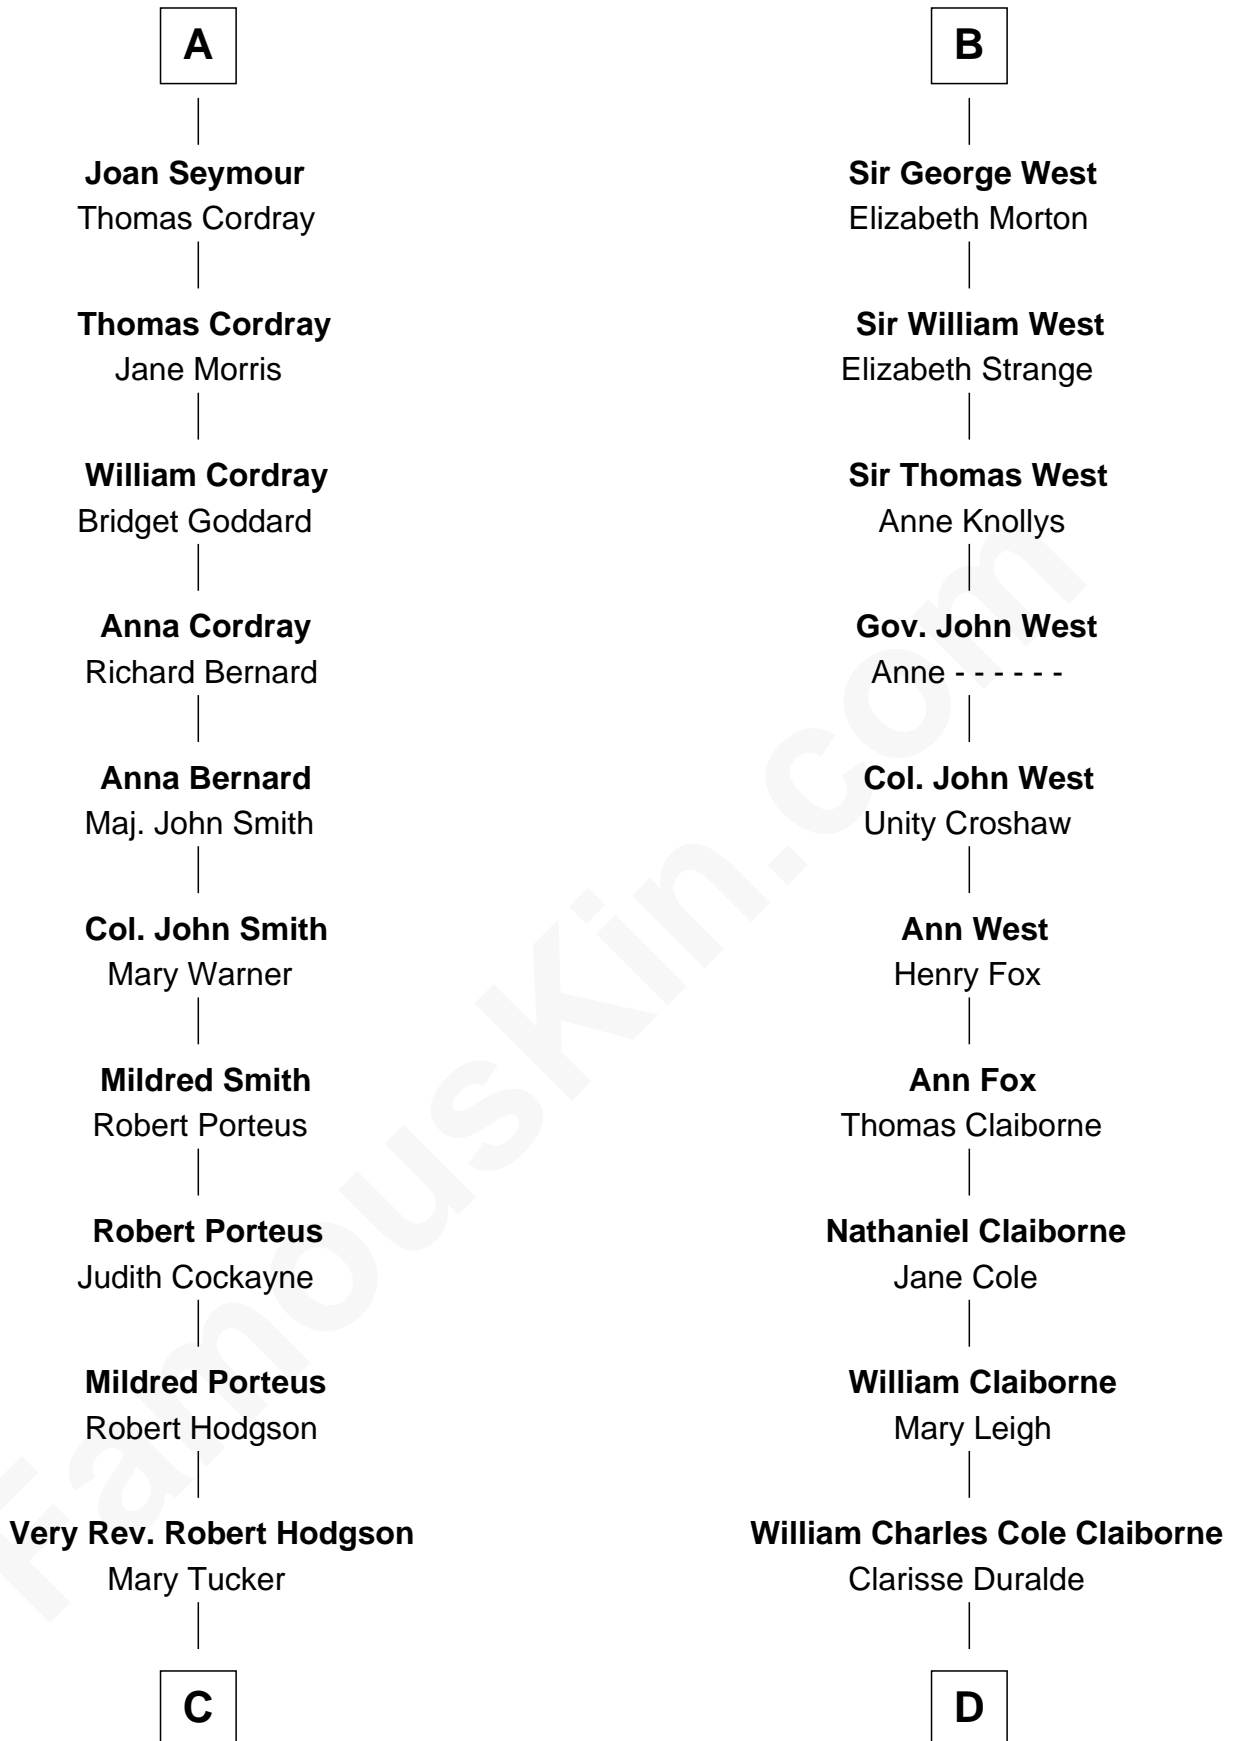 A
Joan Seymour
Thomas Cordray
Thomas Cordray
Jane Morris
William Cordray
Bridget Goddard
Anna Cordray
Richard Bernard
Anna Bernard
Maj. John Smith
Col. John Smith
Mary Warner
Mildred Smith
Robert Porteus
Robert Porteus
Judith Cockayne
Mildred Porteus
Robert Hodgson
Very Rev. Robert Hodgson
Mary Tucker
C
B
Sir George West
Elizabeth Morton
Sir William West
Elizabeth Strange
Sir Thomas West
Anne Knollys
Gov. John West
Anne - - - - - -
Col. John West
Unity Croshaw
Ann West
Henry Fox
Ann Fox
Thomas Claiborne
Nathaniel Claiborne
Jane Cole
William Claiborne
Mary Leigh
William Charles Cole Claiborne
Clarisse Duralde
D
FamousKin.com